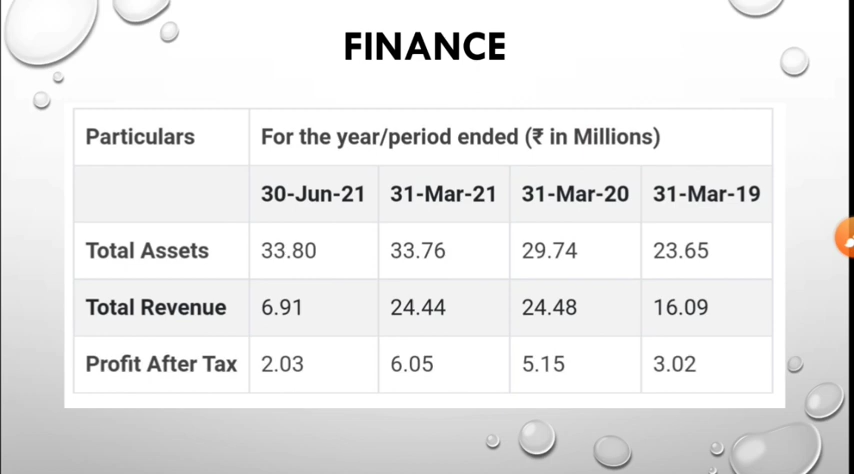 FINANCE
Particulars For the year/period ended (₹ in Millions)
30-Jun-21 31-Mar-21 31-Mar-20 31-Mar-19
Total Assets 33.80 33.76 29.74 23.65
Total Revenue 6.91 24.44 24.48 16.09
Profit After Tax 2.03 6.05 5.15 3.02